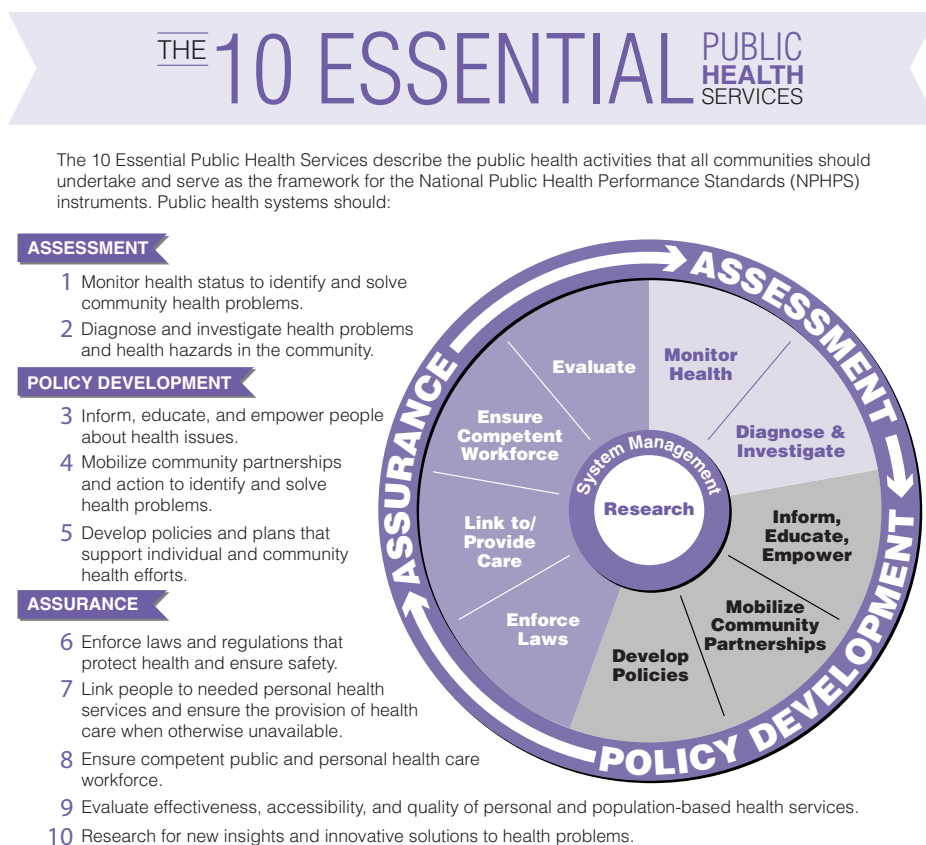 THE 10 ESSENTIAL PUBLIC HEALTH SERVICES
The 10 Essential Public Health Services describe the public health activities that all communities should
undertake and serve as the framework for the National Public Health Performance Standards (NPHPS)
instruments. Public health systems should:
ASSESSMENT
1 Monitor health status to identify and solve
community health problems.
2 Diagnose and investigate health problems
and health hazards in the community.
POLICY DEVELOPMENT
3 Inform, educate, and empower people
about health issues.
4 Mobilize community partnerships
and action to identify and solve
health problems.
5 Develop policies and plans that
support individual and community
health efforts.
ASSURANCE
6 Enforce laws and regulations that
protect health and ensure safety.
7 Link people to needed personal health
services and ensure the provision of health
care when otherwise unavailable.
8 Ensure competent public and personal health care
workforce.
9 Evaluate effectiveness, accessibility, and quality of personal and population-based health services.
10 Research for new insights and innovative solutions to health problems.
ASSESSMENT
POLICY DEVELOPMENT
ASSURANCE
Monitor
Health
Diagnose &
Investigate
Inform,
Educate,
Empower
Mobilize
Community
Partnerships
Develop
Policies
Enforce
Laws
Link to/
Provide
Care
Ensure
Competent
Workforce
Evaluate
System Management
Research